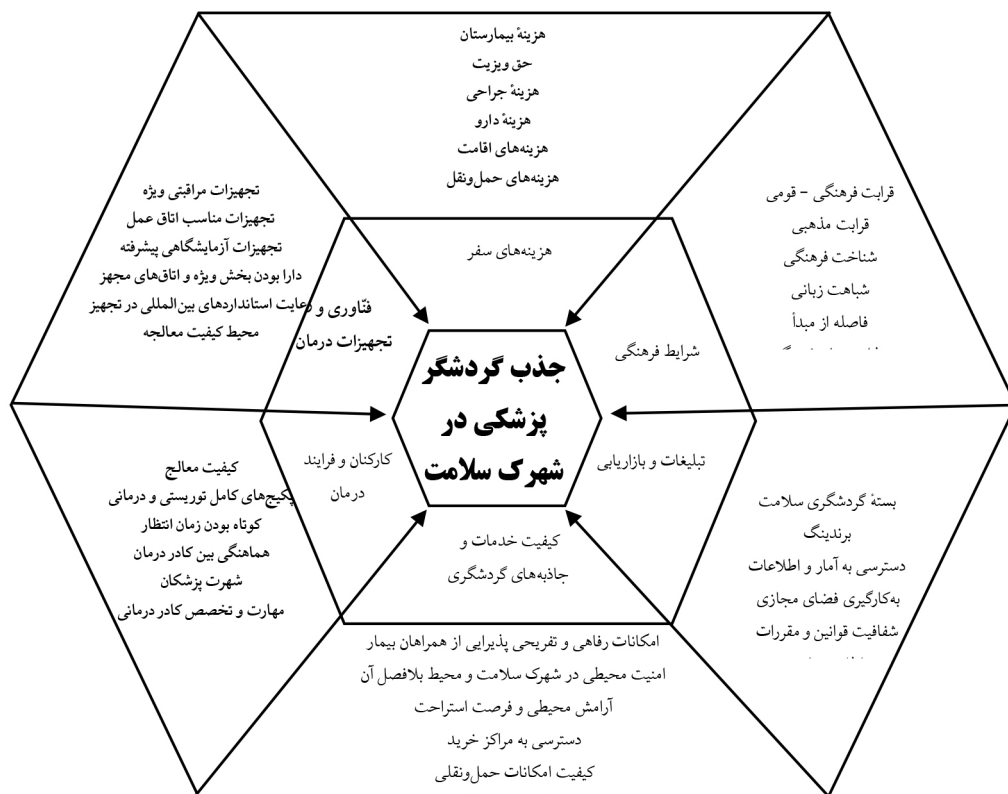 هزینهٔ بیمارستان
حق ویزیت
هزینهٔ جراحی
هزینهٔ دارو
هزینه‌های اقامت
هزینه‌های حمل‌ونقل
هزینه‌های سفر
قرابت فرهنگی – قومی
قرابت مذهبی
شناخت فرهنگی
شباهت زبانی
فاصله از مبدأ
شرایط فرهنگی
تجهیزات مراقبتی ویژه
تجهیزات مناسب اتاق عمل
تجهیزات آزمایشگاهی پیشرفته
دارا بودن بخش ویژه و اتاق‌های مجهز
رعایت استانداردهای بین‌المللی در تجهیز
محیط کیفیت معالجه
فنّاوری و
تجهیزات درمان
جذب گردشگر
پزشکی در
شهرک سلامت
تبلیغات و بازاریابی
بستهٔ گردشگری سلامت
برندینگ
دسترسی به آمار و اطلاعات
به‌کارگیری فضای مجازی
شفافیت قوانین و مقررات
کارکنان و فرایند
درمان
کیفیت معالج
پکیج‌های کامل توریستی و درمانی
کوتاه بودن زمان انتظار
هماهنگی بین کادر درمان
شهرت پزشکان
مهارت و تخصص کادر درمانی
کیفیت خدمات و
جاذبه‌های گردشگری
امکانات رفاهی و تفریحی پذیرایی از همراهان بیمار
امنیت محیطی در شهرک سلامت و محیط بلافصل آن
آرامش محیطی و فرصت استراحت
دسترسی به مراکز خرید
کیفیت امکانات حمل‌ونقلی